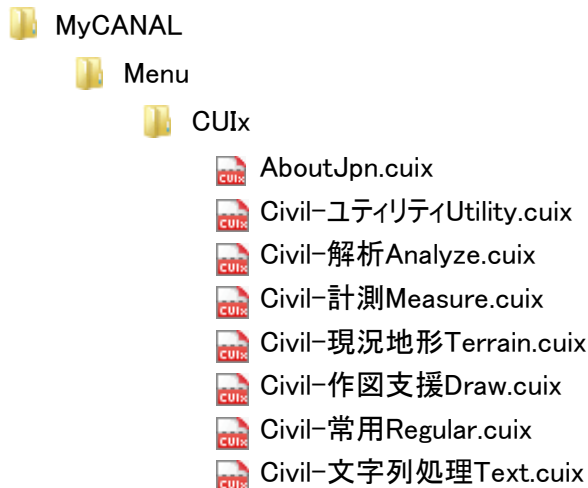 MyCANAL
Menu
CUIx
AboutJpn.cuix
Civil-ユティリティUtility.cuix
Civil-解析Analyze.cuix
Civil-計測Measure.cuix
Civil-現況地形Terrain.cuix
Civil-作図支援Draw.cuix
Civil-常用Regular.cuix
Civil-文字列処理Text.cuix